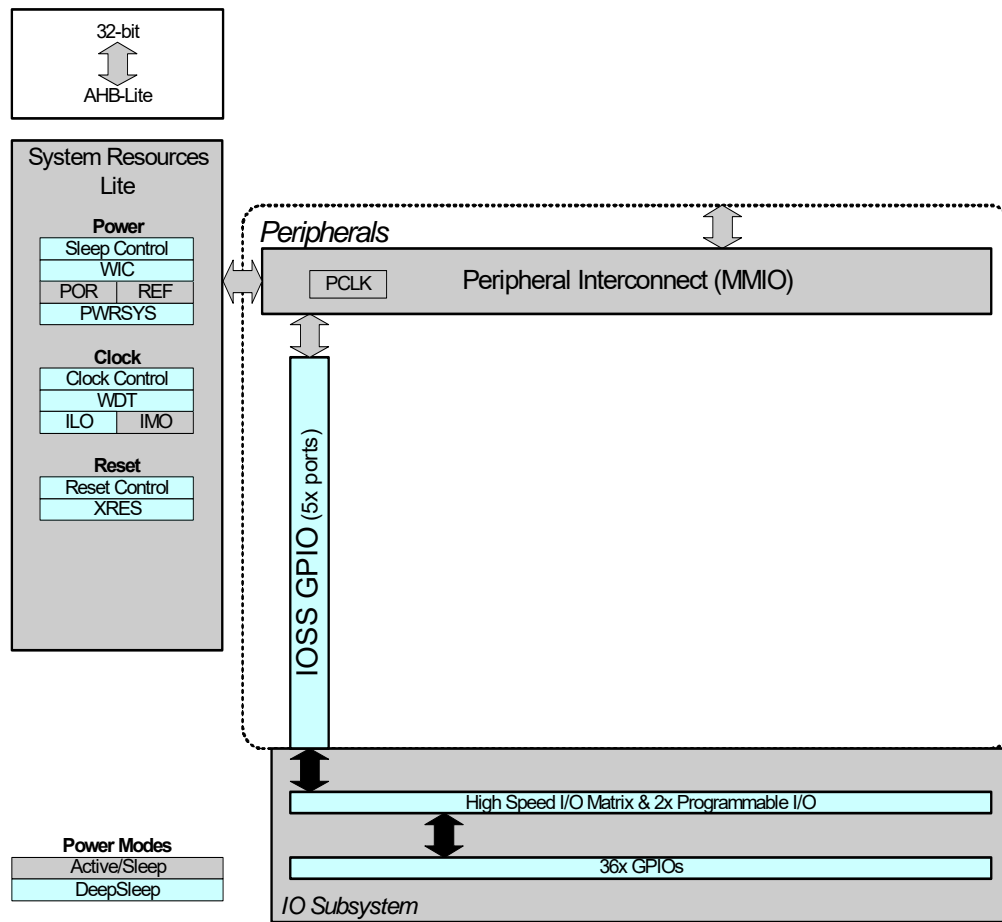 32-bit
AHB-Lite
System Resources
Lite
Power
Sleep Control
WIC
POR REF
PWRSYS
Clock
Clock Control
WDT
ILO IMO
Reset
Reset Control
XRES
Peripherals
PCLK
Peripheral Interconnect (MMIO)
IOSS GPIO (5x ports)
High Speed I/O Matrix & 2x Programmable I/O
36x GPIOs
IO Subsystem
Power Modes
Active/Sleep
DeepSleep